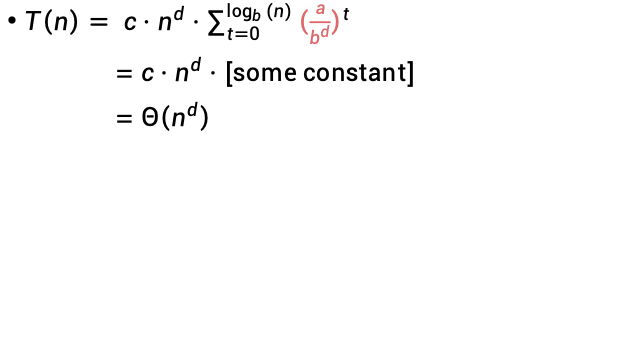 • T(n) = c · n^d · ∑_{t=0}^{log_b(n)} (a/b^d)^t
= c · n^d · [some constant]
= Θ(n^d)